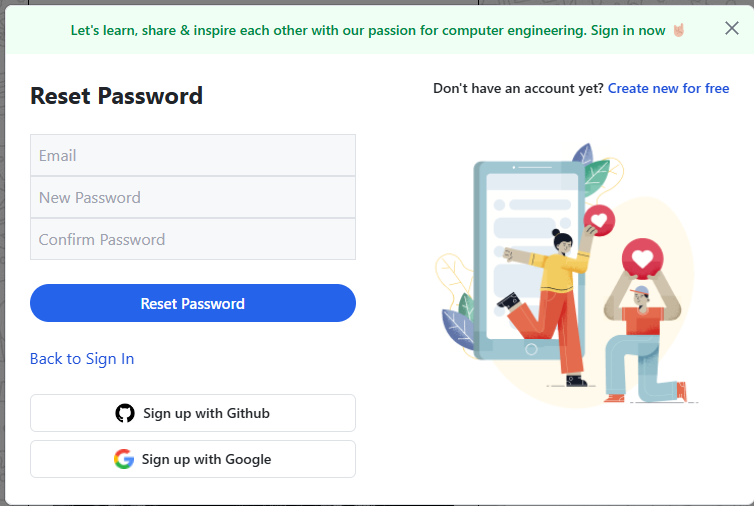 Let's learn, share & inspire each other with our passion for computer engineering. Sign in now 🤘🏼
Reset Password
Don't have an account yet? Create new for free
Email
New Password
Confirm Password
Reset Password
Back to Sign In
Sign up with Github
Sign up with Google